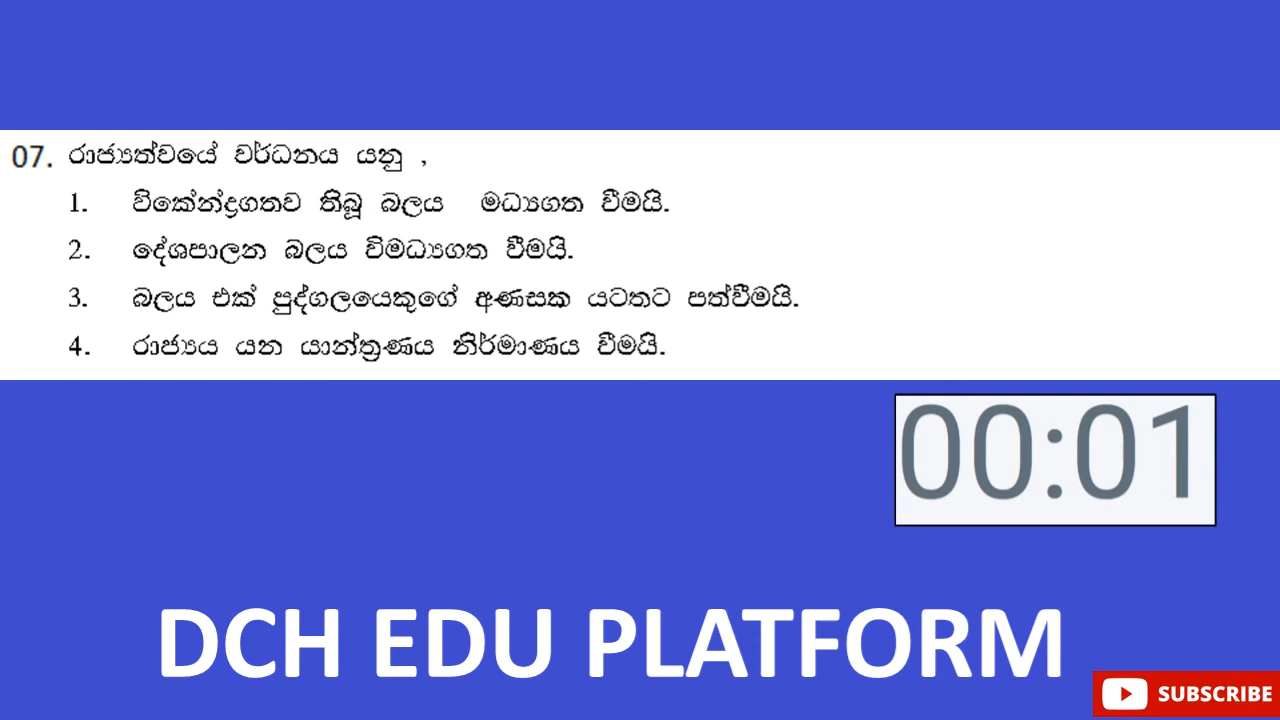 07. රාජ්‍යත්වයේ වර්ධනය යනු ,
1. විකේන්ද්‍රගතව තිබූ බලය මධ්‍යගත වීමයි.
2. දේශපාලන බලය විමධ්‍යගත වීමයි.
3. බලය එක් පුද්ගලයෙකුගේ අණසක යටතට පත්වීමයි.
4. රාජ්‍යය යන යාන්ත්‍රණය නිර්මාණය වීමයි.
00:01
DCH EDU PLATFORM
SUBSCRIBE